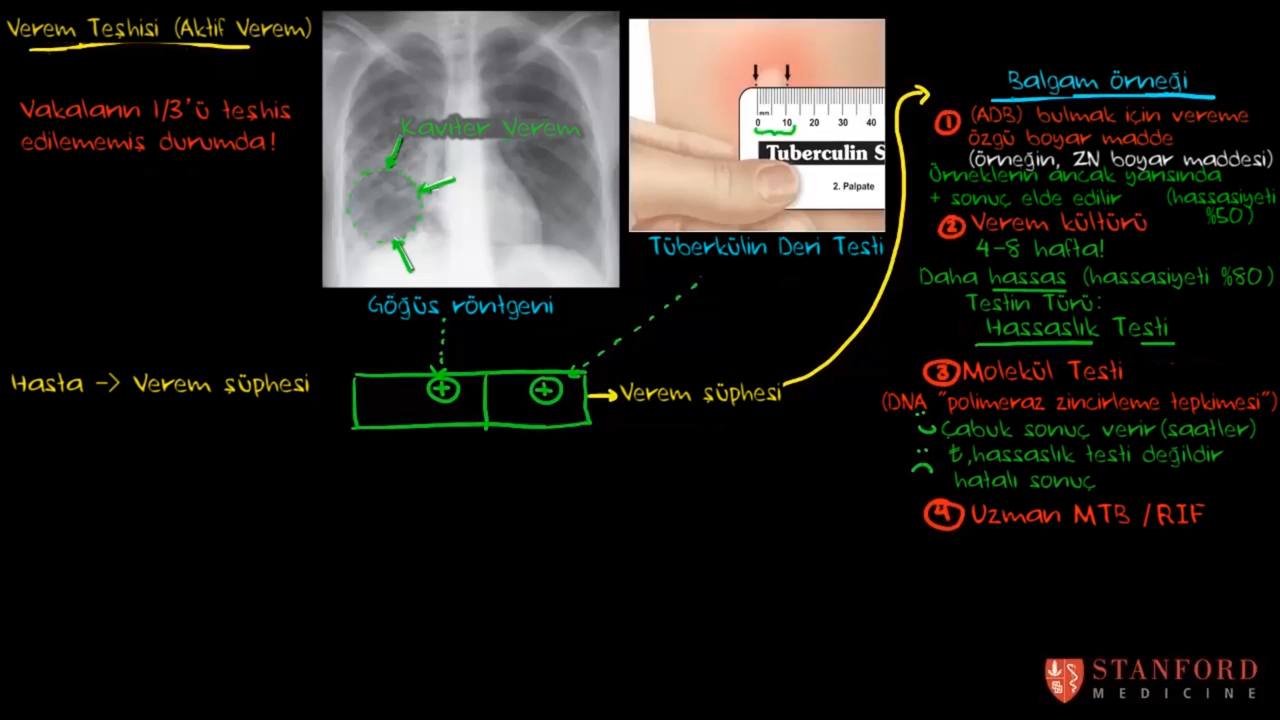 Verem Teşhisi (Aktif Verem)
Vakaların 1/3'ü teşhis
edilememiş durumda!
Kaviter Verem
Göğüs röntgeni
mm
0 10 20 30 40
Tuberculin S
2. Palpate
Tüberkülin Deri Testi
Hasta -> Verem şüphesi
+ +
Verem şüphesi
Balgam örneği
1 (ADB) bulmak için vereme
özgü boyar madde
(örneğin, ZN boyar maddesi)
Örneklerin ancak yarısında
+ sonuç elde edilir (hassasiyeti
%50)
2 Verem kültürü
4-8 hafta!
Daha hassas (hassasiyeti %80)
Testin Türü:
Hassaslık Testi
3 Molekül Testi
(DNA "polimeraz zincirleme tepkimesi")
Çabuk sonuç verir (saatler)
₺, hassaslık testi değildir
hatalı sonuç
4 Uzman MTB / RIF
STANFORD
MEDICINE